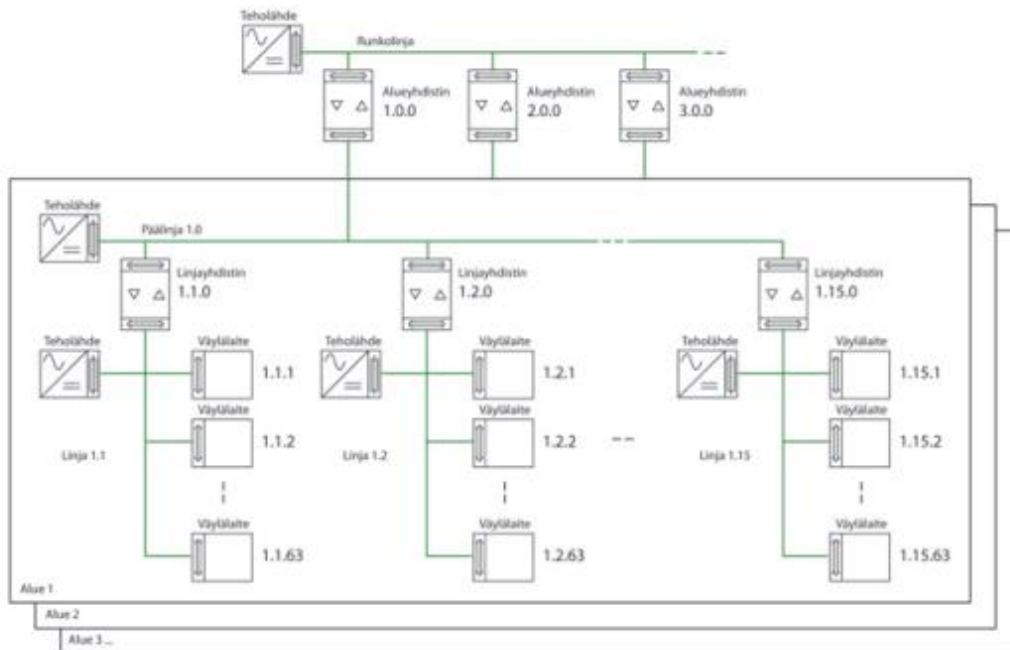 Teholähde
Runkolinja
Alueyhdistin
1.0.0
Alueyhdistin
2.0.0
Alueyhdistin
3.0.0
Teholähde
Päälinja 1.0
Linjayhdistin
1.1.0
Linjayhdistin
1.2.0
Linjayhdistin
1.15.0
Teholähde
Väylälaite
1.1.1
Teholähde
Väylälaite
1.2.1
Teholähde
Väylälaite
1.15.1
Väylälaite
1.1.2
Väylälaite
1.2.2
Väylälaite
1.15.2
Linja 1.1
Linja 1.2
Linja 1.15
Väylälaite
1.1.63
Väylälaite
1.2.63
Väylälaite
1.15.63
Alue 1
Alue 2
Alue 3 ...